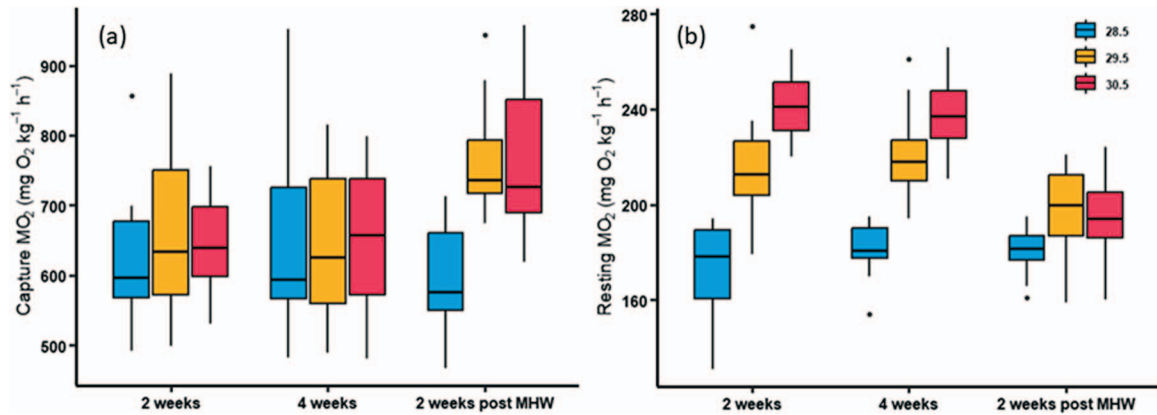 (a)
Capture MO₂ (mg O₂ kg⁻¹ h⁻¹)
900
800
700
600
500
2 weeks 4 weeks 2 weeks post MHW
(b)
Resting MO₂ (mg O₂ kg⁻¹ h⁻¹)
280
240
200
160
28.5
29.5
30.5
2 weeks 4 weeks 2 weeks post MHW